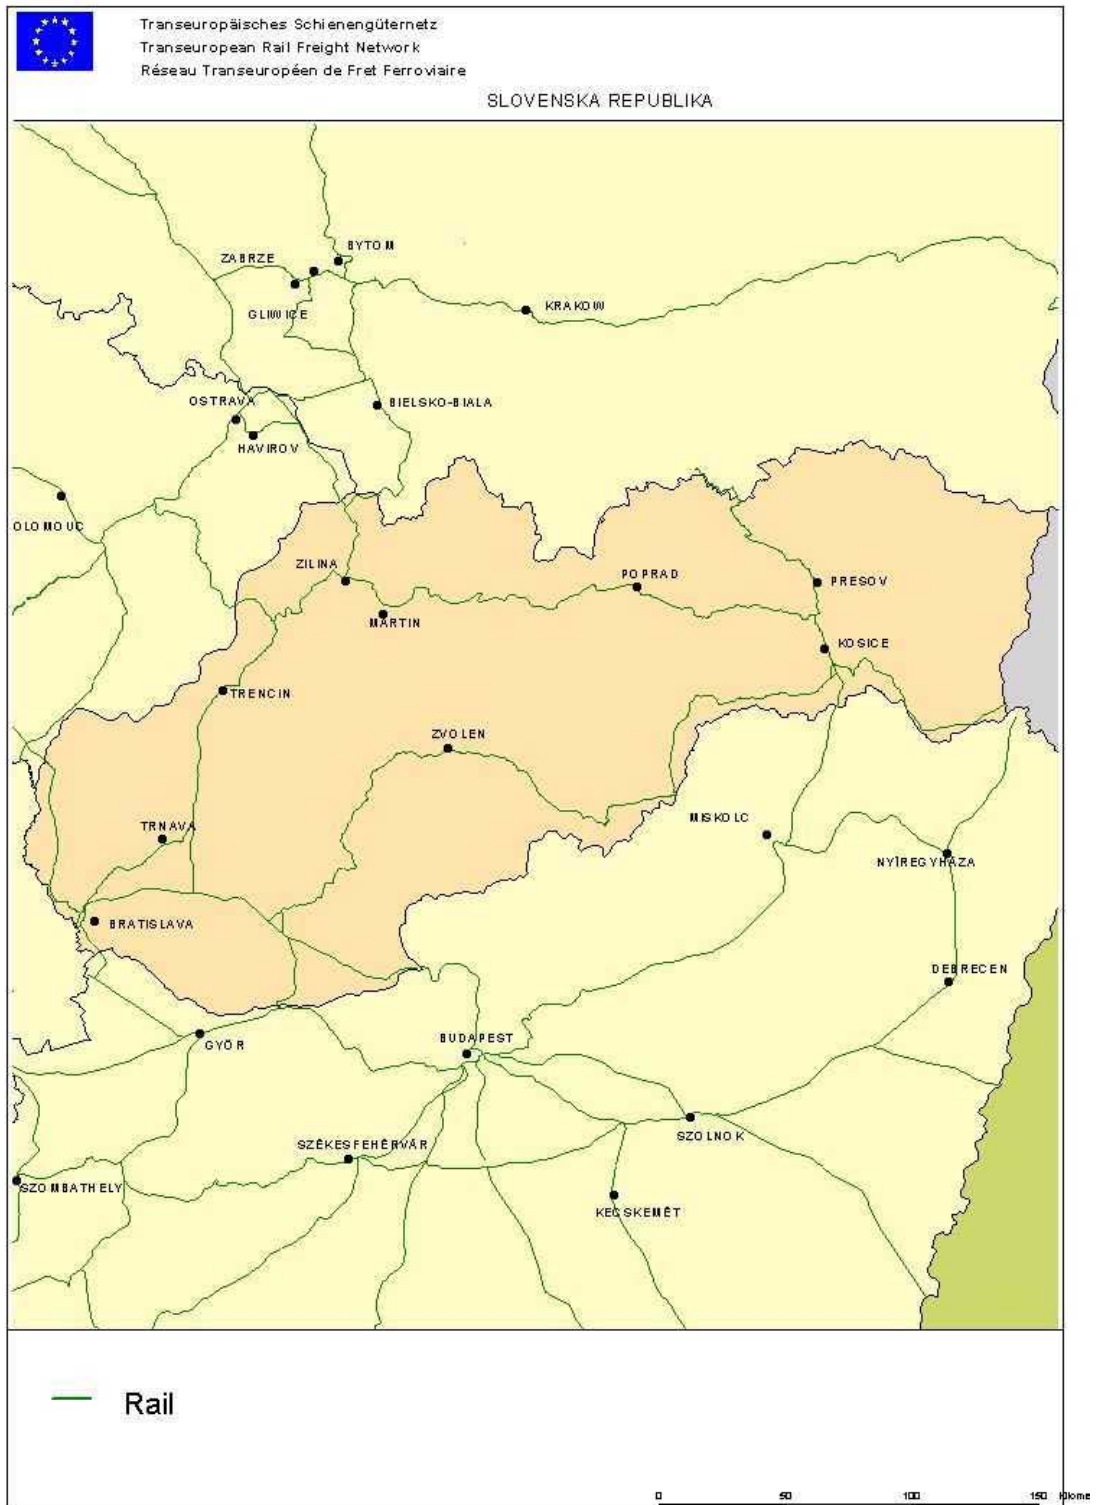 Transeuropäisches Schienengüternetz
Transeuropean Rail Freight Network
Réseau Transeuropéen de Fret Ferroviaire
SLOVENSKA REPUBLIKA
BYTOM
ZABRZE
GLIWICE
KRAKOW
OSTRAVA
BIELSKO-BIALA
HAVIROV
OLOMOUC
ZILINA
POPRAD
PRESOV
MARTIN
KOSICE
TRENCIN
ZVOLEN
TRNAVA
MISKOLC
NYÍREGYHÁZA
BRATISLAVA
DEBRECEN
GYÖR
BUDAPEST
SZÉKESFEHÉRVÁR
SZOLNOK
SZOMBATHELY
KECSKEMÉT
Rail
0 50 100 150 Kilome